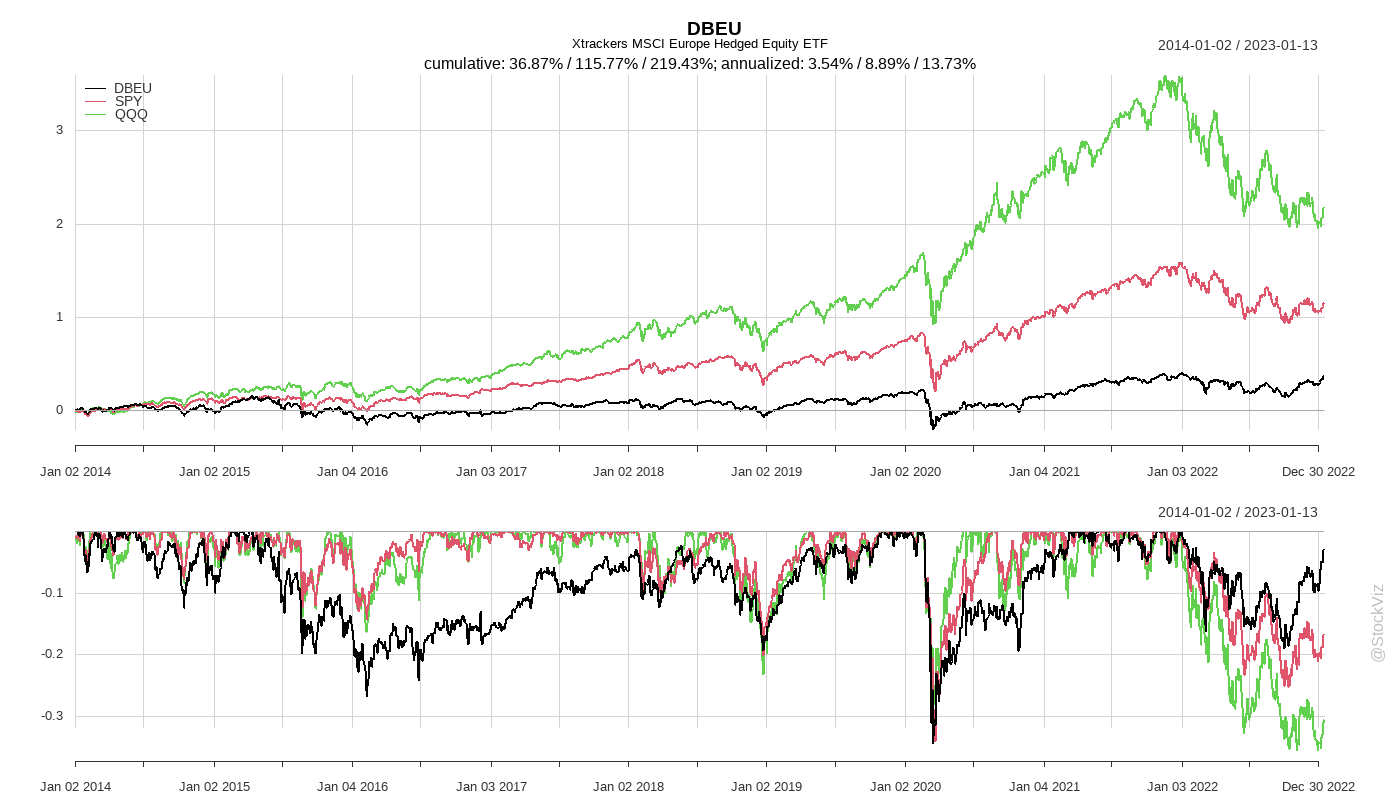 DBEU
Xtrackers MSCI Europe Hedged Equity ETF
2014-01-02 / 2023-01-13
cumulative: 36.87% / 115.77% / 219.43%; annualized: 3.54% / 8.89% / 13.73%
DBEU
SPY
QQQ
3
2
1
0
Jan 02 2014 Jan 02 2015 Jan 04 2016 Jan 03 2017 Jan 02 2018 Jan 02 2019 Jan 02 2020 Jan 04 2021 Jan 03 2022 Dec 30 2022
2014-01-02 / 2023-01-13
-0.1
-0.2
-0.3
Jan 02 2014 Jan 02 2015 Jan 04 2016 Jan 03 2017 Jan 02 2018 Jan 02 2019 Jan 02 2020 Jan 04 2021 Jan 03 2022 Dec 30 2022
@StockViz